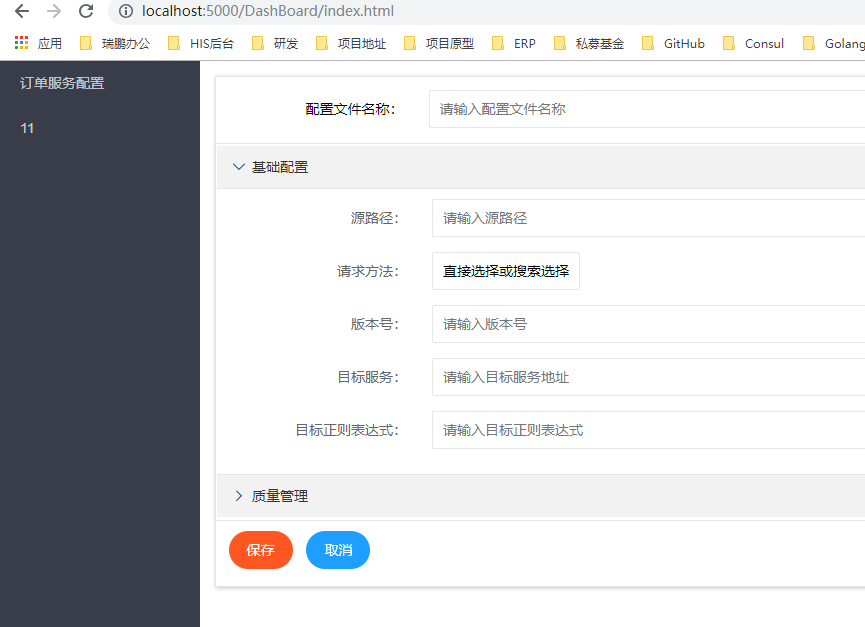 localhost:5000/DashBoard/index.html
应用 瑞鹏办公 HIS后台 研发 项目地址 项目原型 ERP 私募基金 GitHub Consul Golang
订单服务配置
11
配置文件名称： 请输入配置文件名称
基础配置
源路径： 请输入源路径
请求方法： 直接选择或搜索选择
版本号： 请输入版本号
目标服务： 请输入目标服务地址
目标正则表达式： 请输入目标正则表达式
质量管理
保存 取消